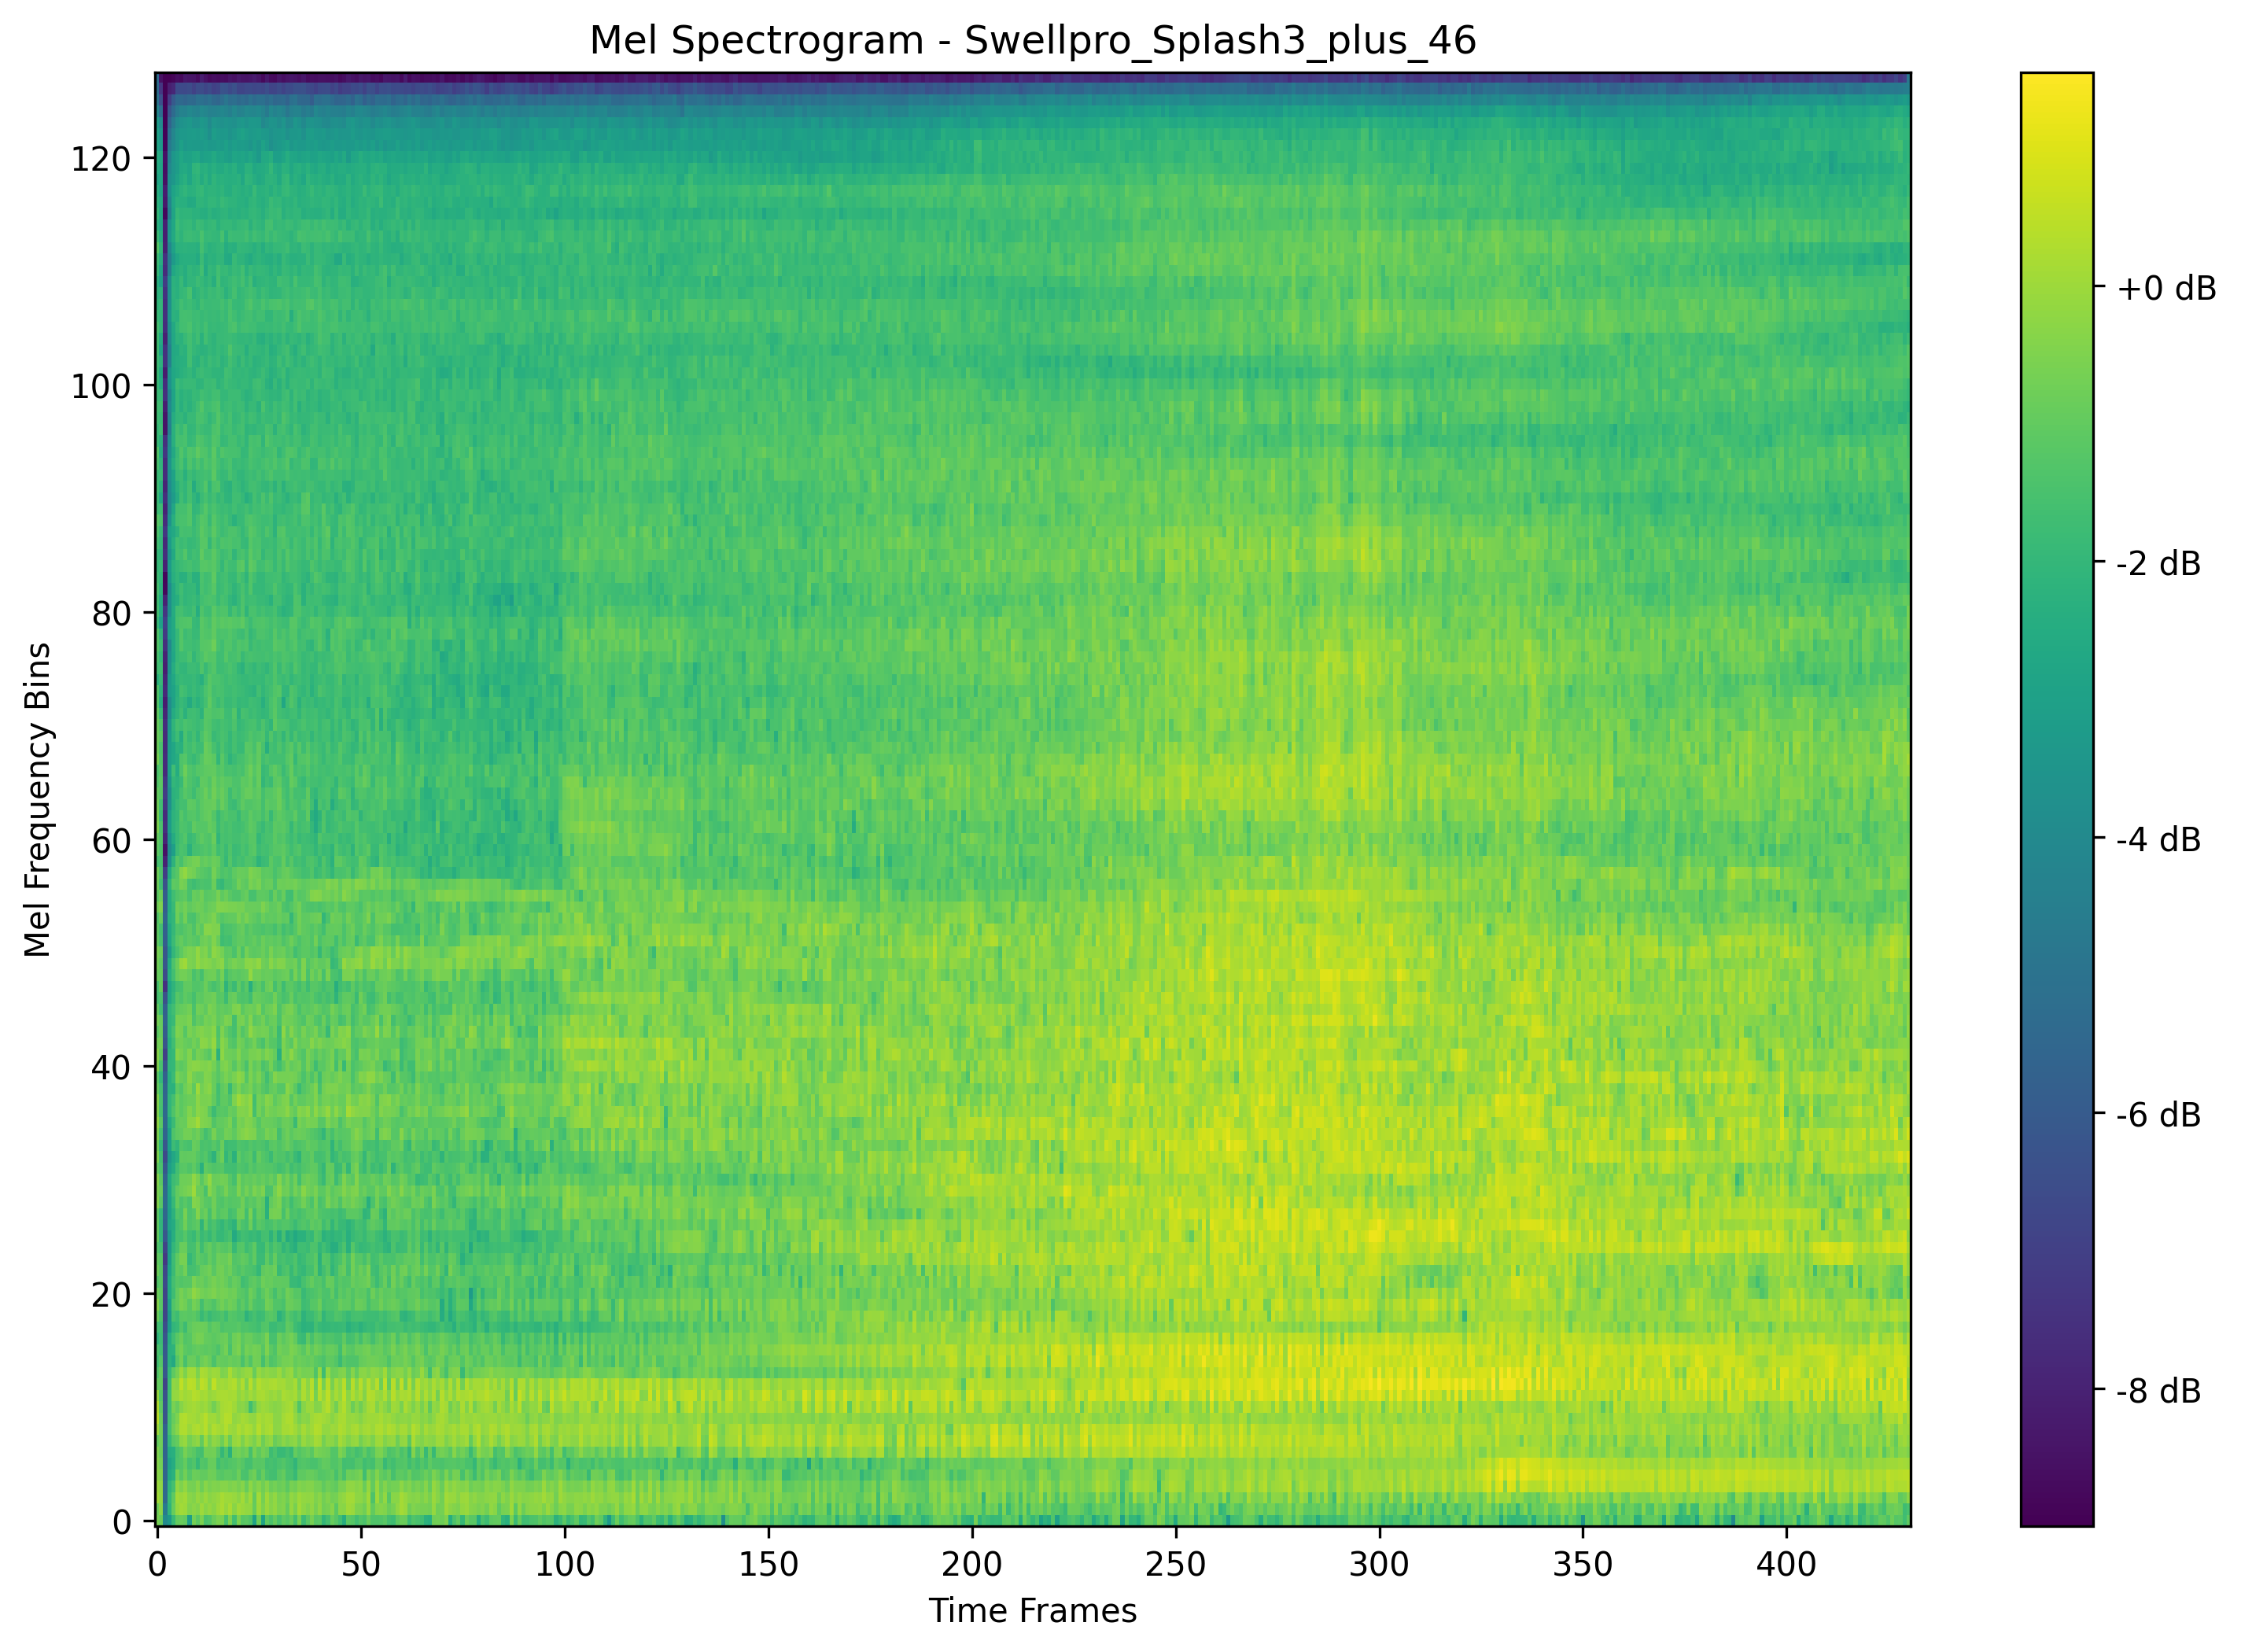 Mel Spectrogram - Swellpro_Splash3_plus_46
Mel Frequency Bins
120
100
80
60
40
20
0
0 50 100 150 200 250 300 350 400
Time Frames
+0 dB
-2 dB
-4 dB
-6 dB
-8 dB